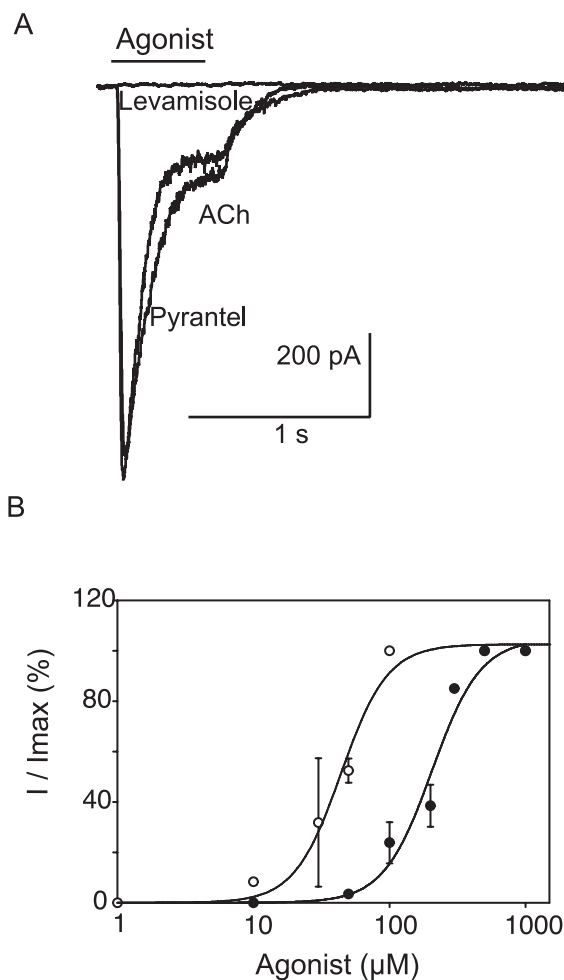 A
Agonist
Levamisole
ACh
Pyrantel
200 pA
1 s
B
120
80
40
0
I / Imax (%)
1 10 100 1000
Agonist (µM)